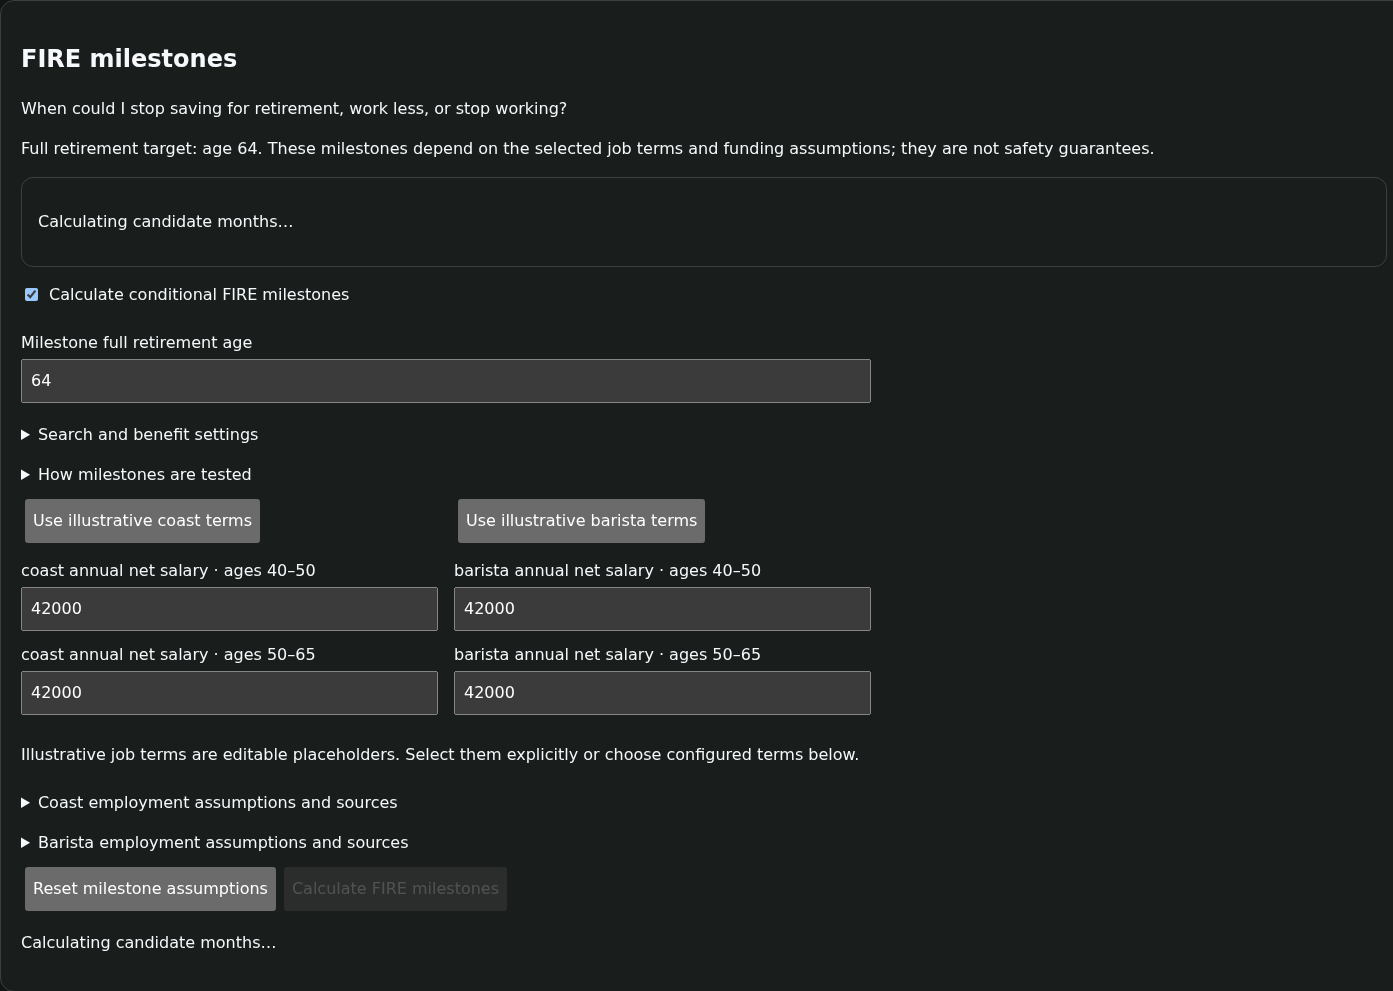 FIRE milestones
When could I stop saving for retirement, work less, or stop working?
Full retirement target: age 64. These milestones depend on the selected job terms and funding assumptions; they are not safety guarantees.
Calculating candidate months…
Calculate conditional FIRE milestones
Milestone full retirement age
64
Search and benefit settings
How milestones are tested
Use illustrative coast terms
Use illustrative barista terms
coast annual net salary · ages 40–50
barista annual net salary · ages 40–50
42000
42000
coast annual net salary · ages 50–65
barista annual net salary · ages 50–65
42000
42000
Illustrative job terms are editable placeholders. Select them explicitly or choose configured terms below.
Coast employment assumptions and sources
Barista employment assumptions and sources
Reset milestone assumptions
Calculate FIRE milestones
Calculating candidate months…